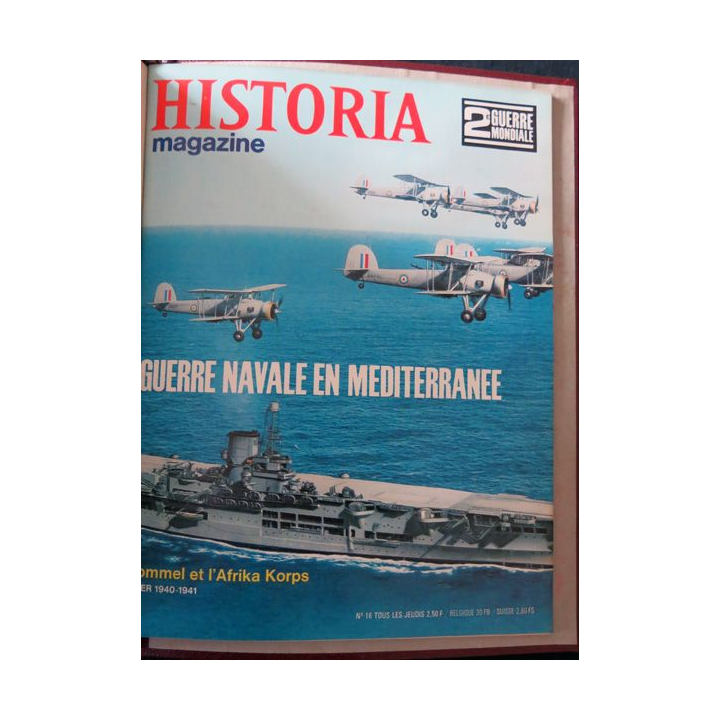 HISTORIA
magazine
2e GUERRE
MONDIALE
GUERRE NAVALE EN MEDITERRANEE
ommel et l'Afrika Korps
ER 1940-1941
N° 16 TOUS LES JEUDIS 2,50 F / BELGIQUE 30 FB / SUISSE 2,80 FS